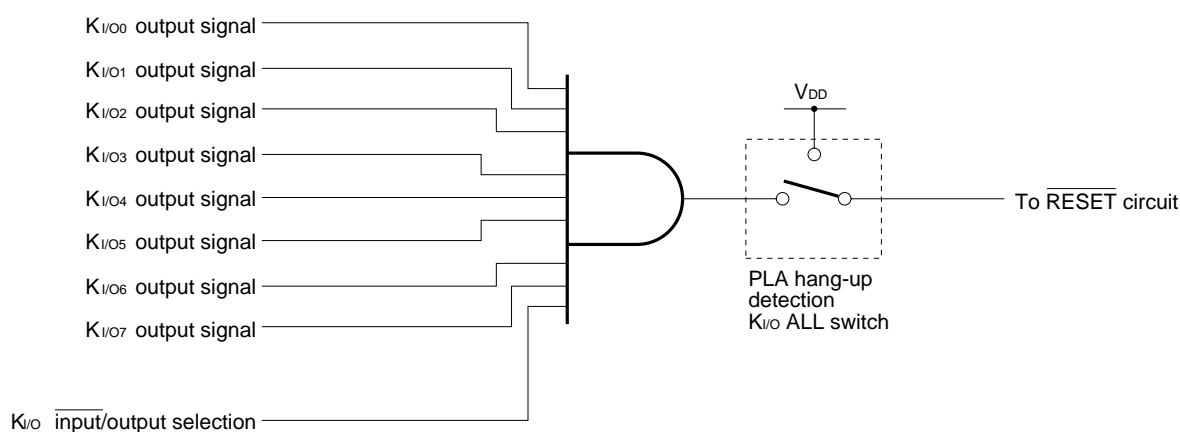 KI/O0 output signal
KI/O1 output signal
KI/O2 output signal
KI/O3 output signal
KI/O4 output signal
KI/O5 output signal
KI/O6 output signal
KI/O7 output signal
KI/O input/output selection
VDD
PLA hang-up
detection
KI/O ALL switch
To RESET circuit